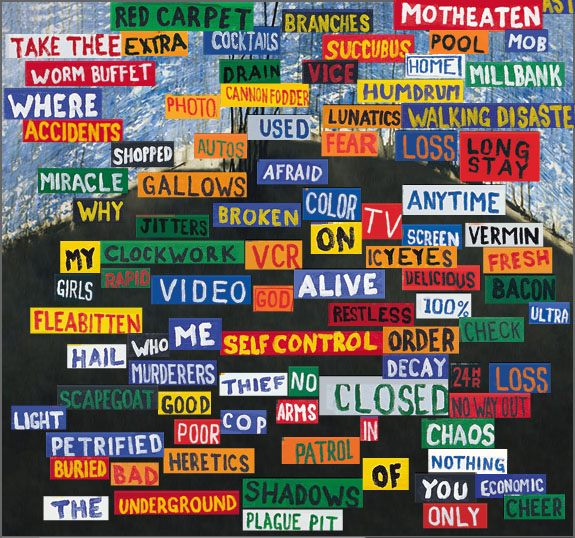 RED CARPET
BRANCHES
MOTHEATEN
TAKE THEE
EXTRA
COCKTAILS
SUCCUBUS
POOL
MOB
WORM BUFFET
DRAIN
VICE
HOME!
MILLBANK
WHERE
PHOTO
CANNON FODDER
HUMDRUM
ACCIDENTS
USED
LUNATICS
WALKING DISASTE
SHOPPED
AUTOS
FEAR
LOSS
LONG
STAY
MIRACLE
GALLOWS
AFRAID
ANYTIME
WHY
JITTERS
BROKEN
COLOR
TV
SCREEN
VERMIN
MY
CLOCKWORK
VCR
ON
ICY EYES
FRESH
GIRLS
RAPID
VIDEO
GOD
ALIVE
DELICIOUS
BACON
FLEABITTEN
RESTLESS
100%
ULTRA
HAIL
WHO
ME
SELF CONTROL
ORDER
CHECK
MURDERERS
THIEF
NO
DECAY
24HR
LOSS
SCAPEGOAT
GOOD
CLOSED
NO WAY OUT
LIGHT
POOR
COP
ARMS
IN
CHAOS
PETRIFIED
BURIED
BAD
HERETICS
PATROL
OF
NOTHING
THE
UNDERGROUND
SHADOWS
YOU
ECONOMIC
PLAGUE PIT
ONLY
CHEER